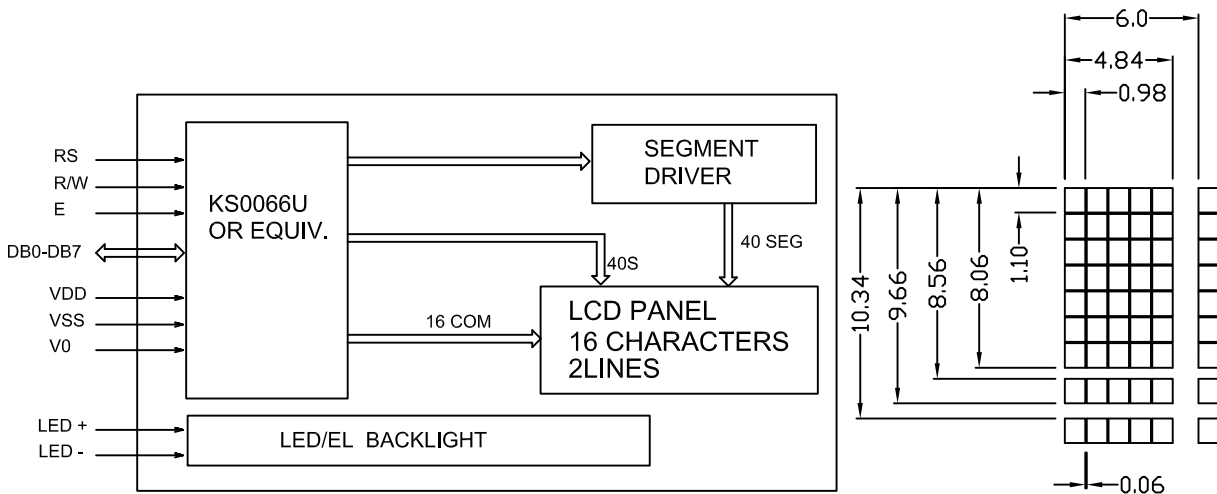 RS
R/W
E
DB0-DB7
VDD
VSS
V0
LED +
LED -
KS0066U
OR EQUIV.
SEGMENT
DRIVER
40 SEG
40S
16 COM
LCD PANEL
16 CHARACTERS
2LINES
LED/EL BACKLIGHT
6.0
4.84
0.98
10.34
9.66
8.56
8.06
1.10
0.06